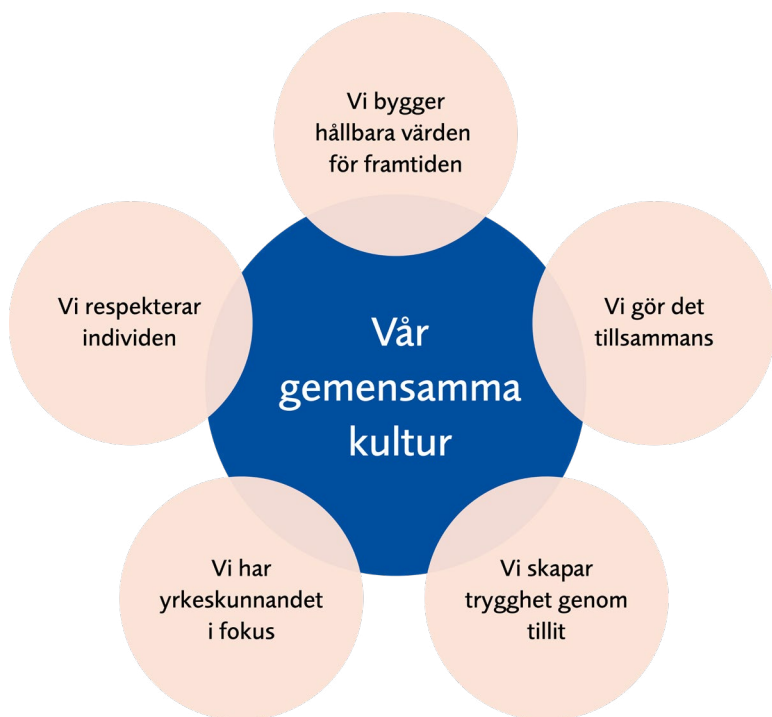 Vi bygger
hållbara värden
för framtiden
Vi respekterar
individen
Vi gör det
tillsammans
Vår
gemensamma
kultur
Vi har
yrkeskunnandet
i fokus
Vi skapar
trygghet genom
tillit